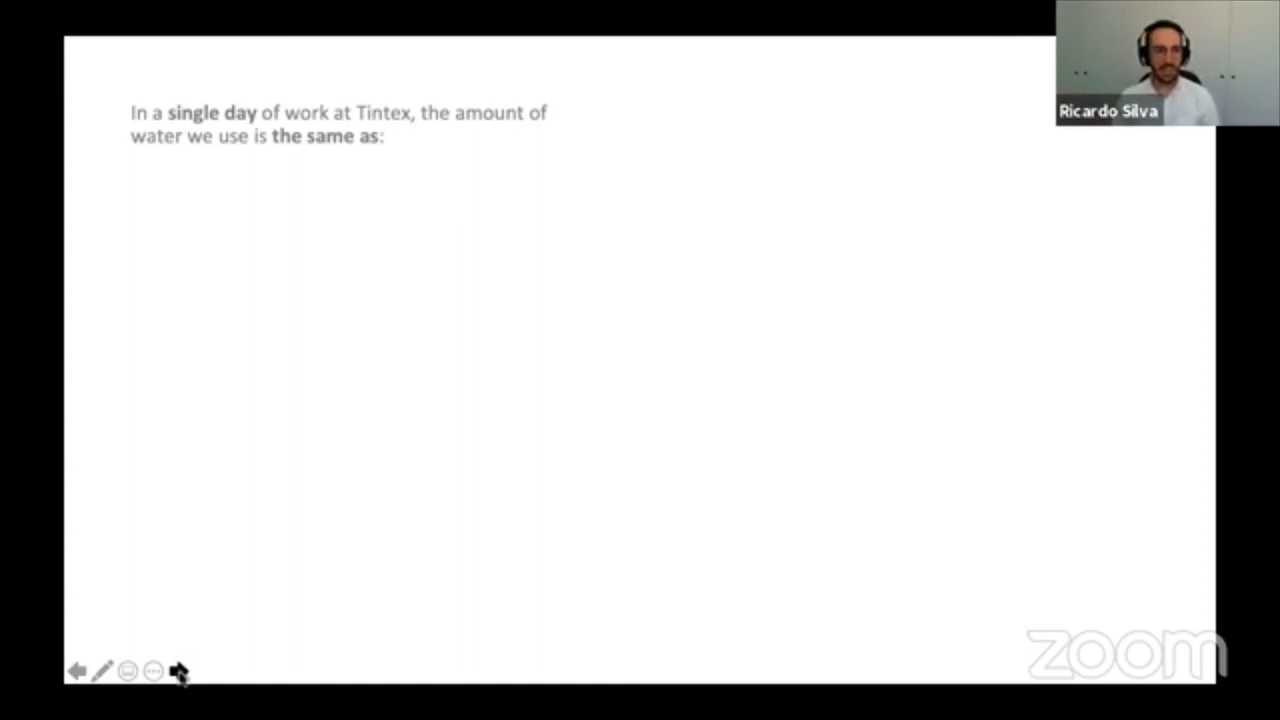 In a single day of work at Tintex, the amount of
water we use is the same as:
Ricardo Silva
zoom